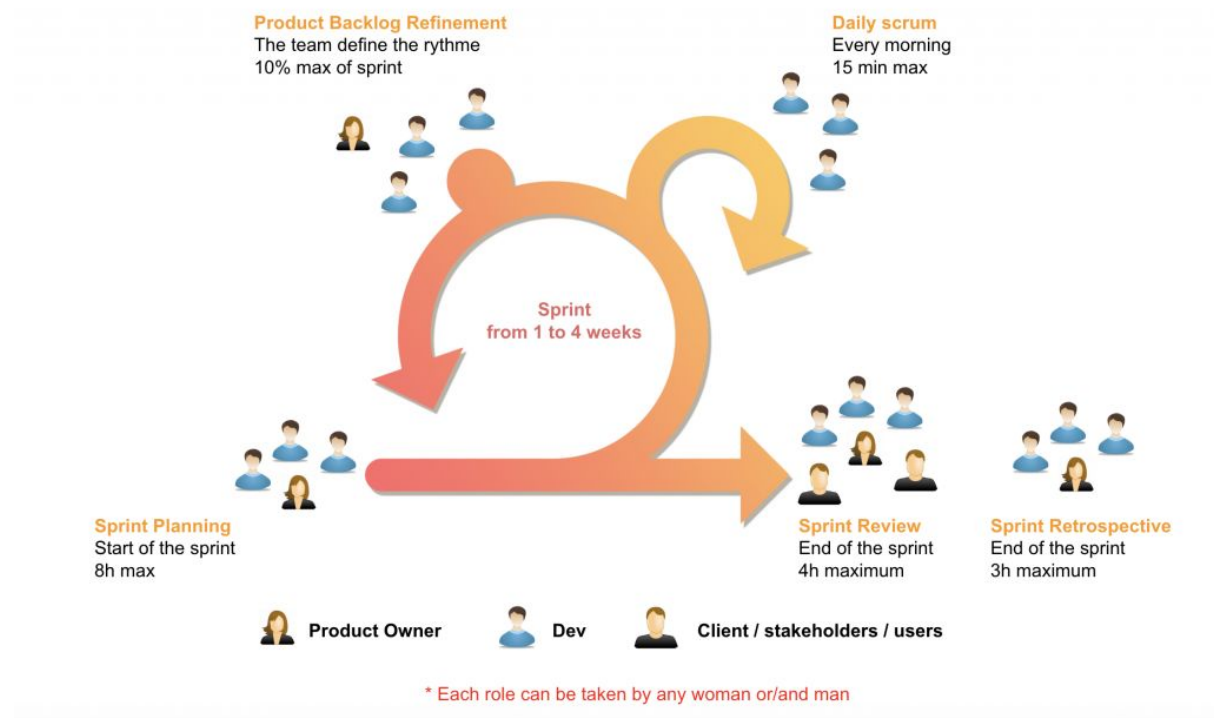 Product Backlog Refinement
The team define the rythme
10% max of sprint
Daily scrum
Every morning
15 min max
Sprint
from 1 to 4 weeks
Sprint Planning
Start of the sprint
8h max
Sprint Review
End of the sprint
4h maximum
Sprint Retrospective
End of the sprint
3h maximum
Product Owner
Dev
Client / stakeholders / users
* Each role can be taken by any woman or/and man